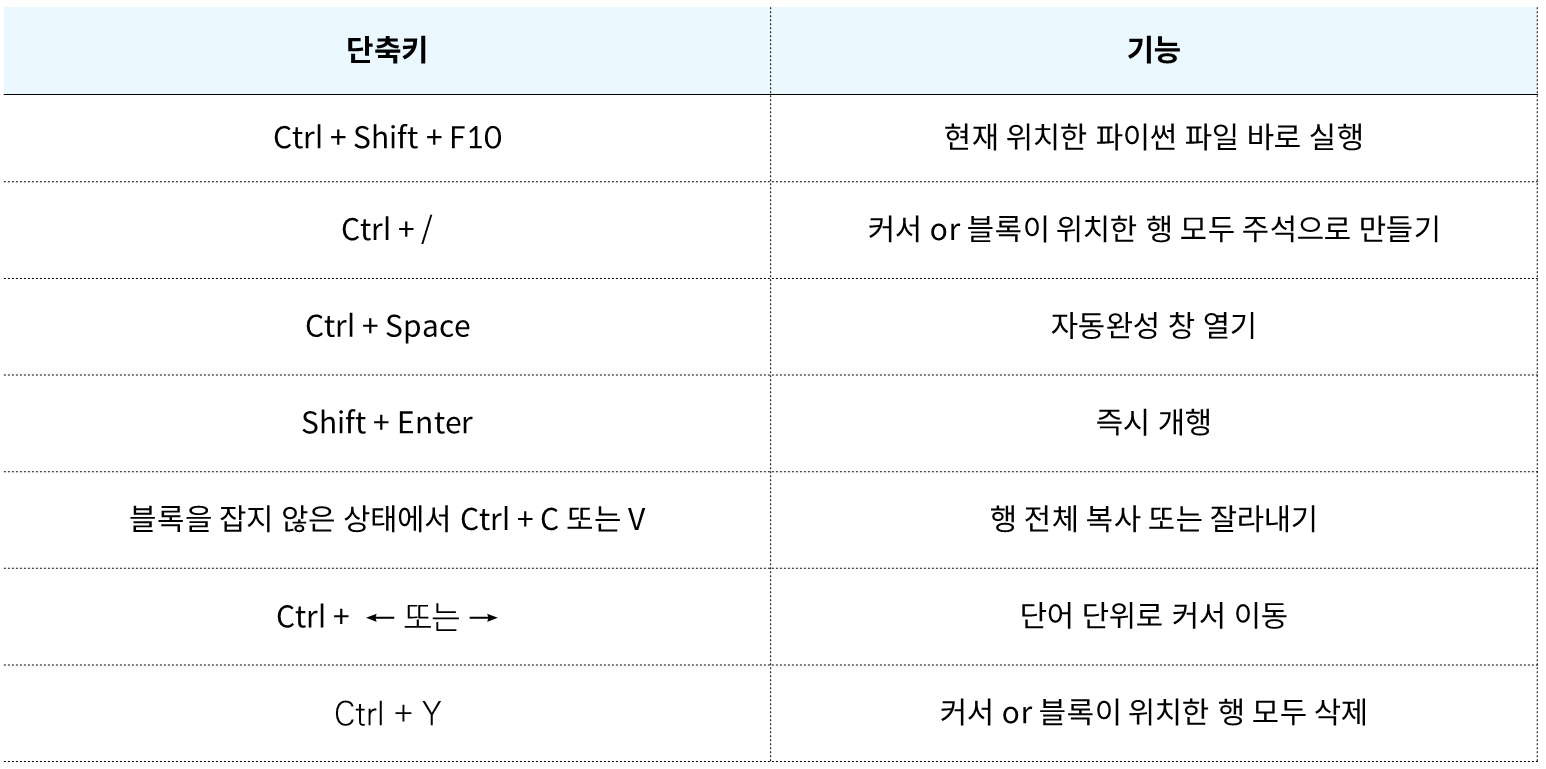 단축키 기능
Ctrl + Shift + F10 현재 위치한 파이썬 파일 바로 실행
Ctrl + / 커서 or 블록이 위치한 행 모두 주석으로 만들기
Ctrl + Space 자동완성 창 열기
Shift + Enter 즉시 개행
블록을 잡지 않은 상태에서 Ctrl + C 또는 V 행 전체 복사 또는 잘라내기
Ctrl + ← 또는 → 단어 단위로 커서 이동
Ctrl + Y 커서 or 블록이 위치한 행 모두 삭제